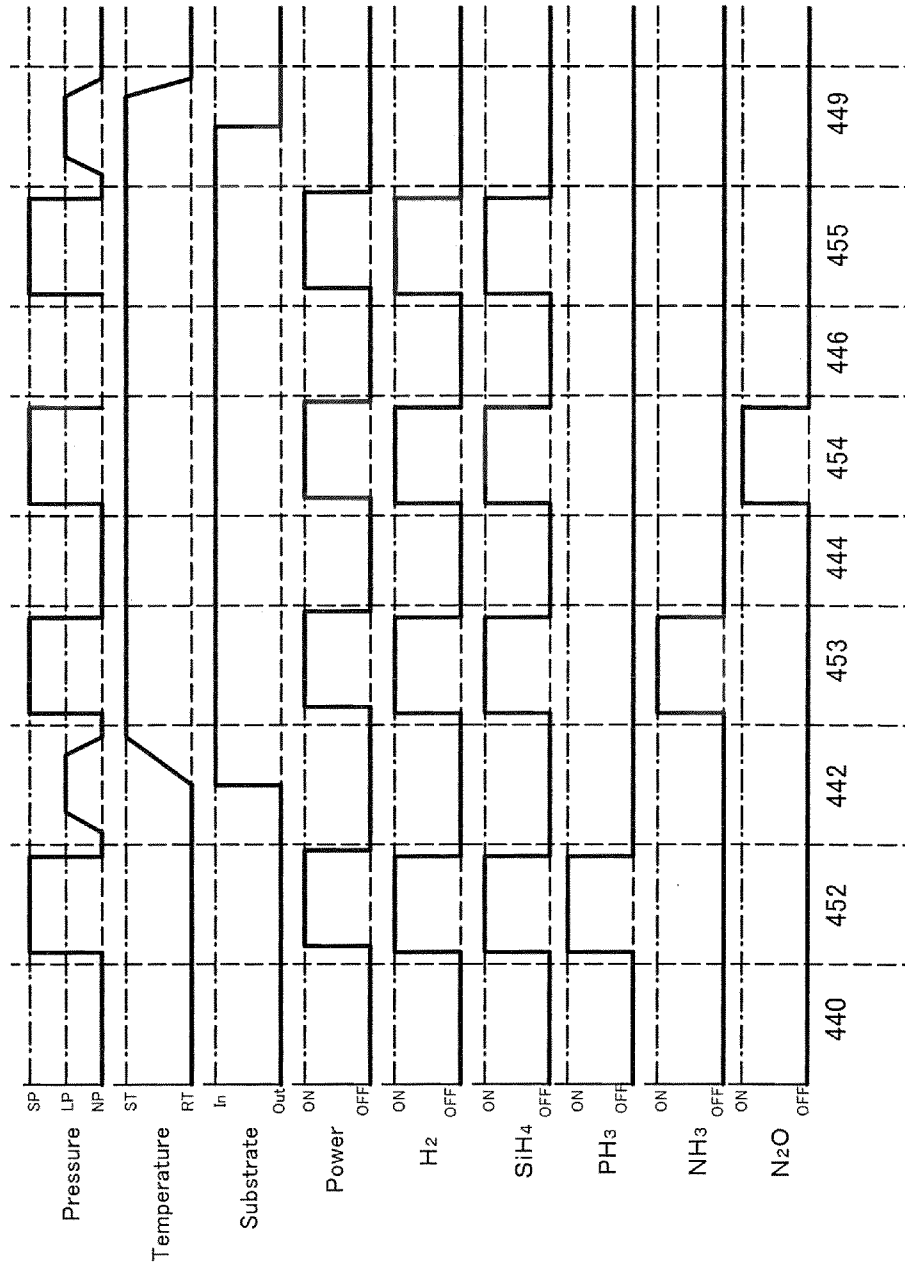 Pressure
SP
LP
NP
Temperature
ST
RT
Substrate
In
Out
Power
ON
OFF
H₂
ON
OFF
SiH₄
ON
OFF
PH₃
ON
OFF
NH₃
ON
OFF
N₂O
ON
OFF
440 452 442 453 444 454 446 455 449